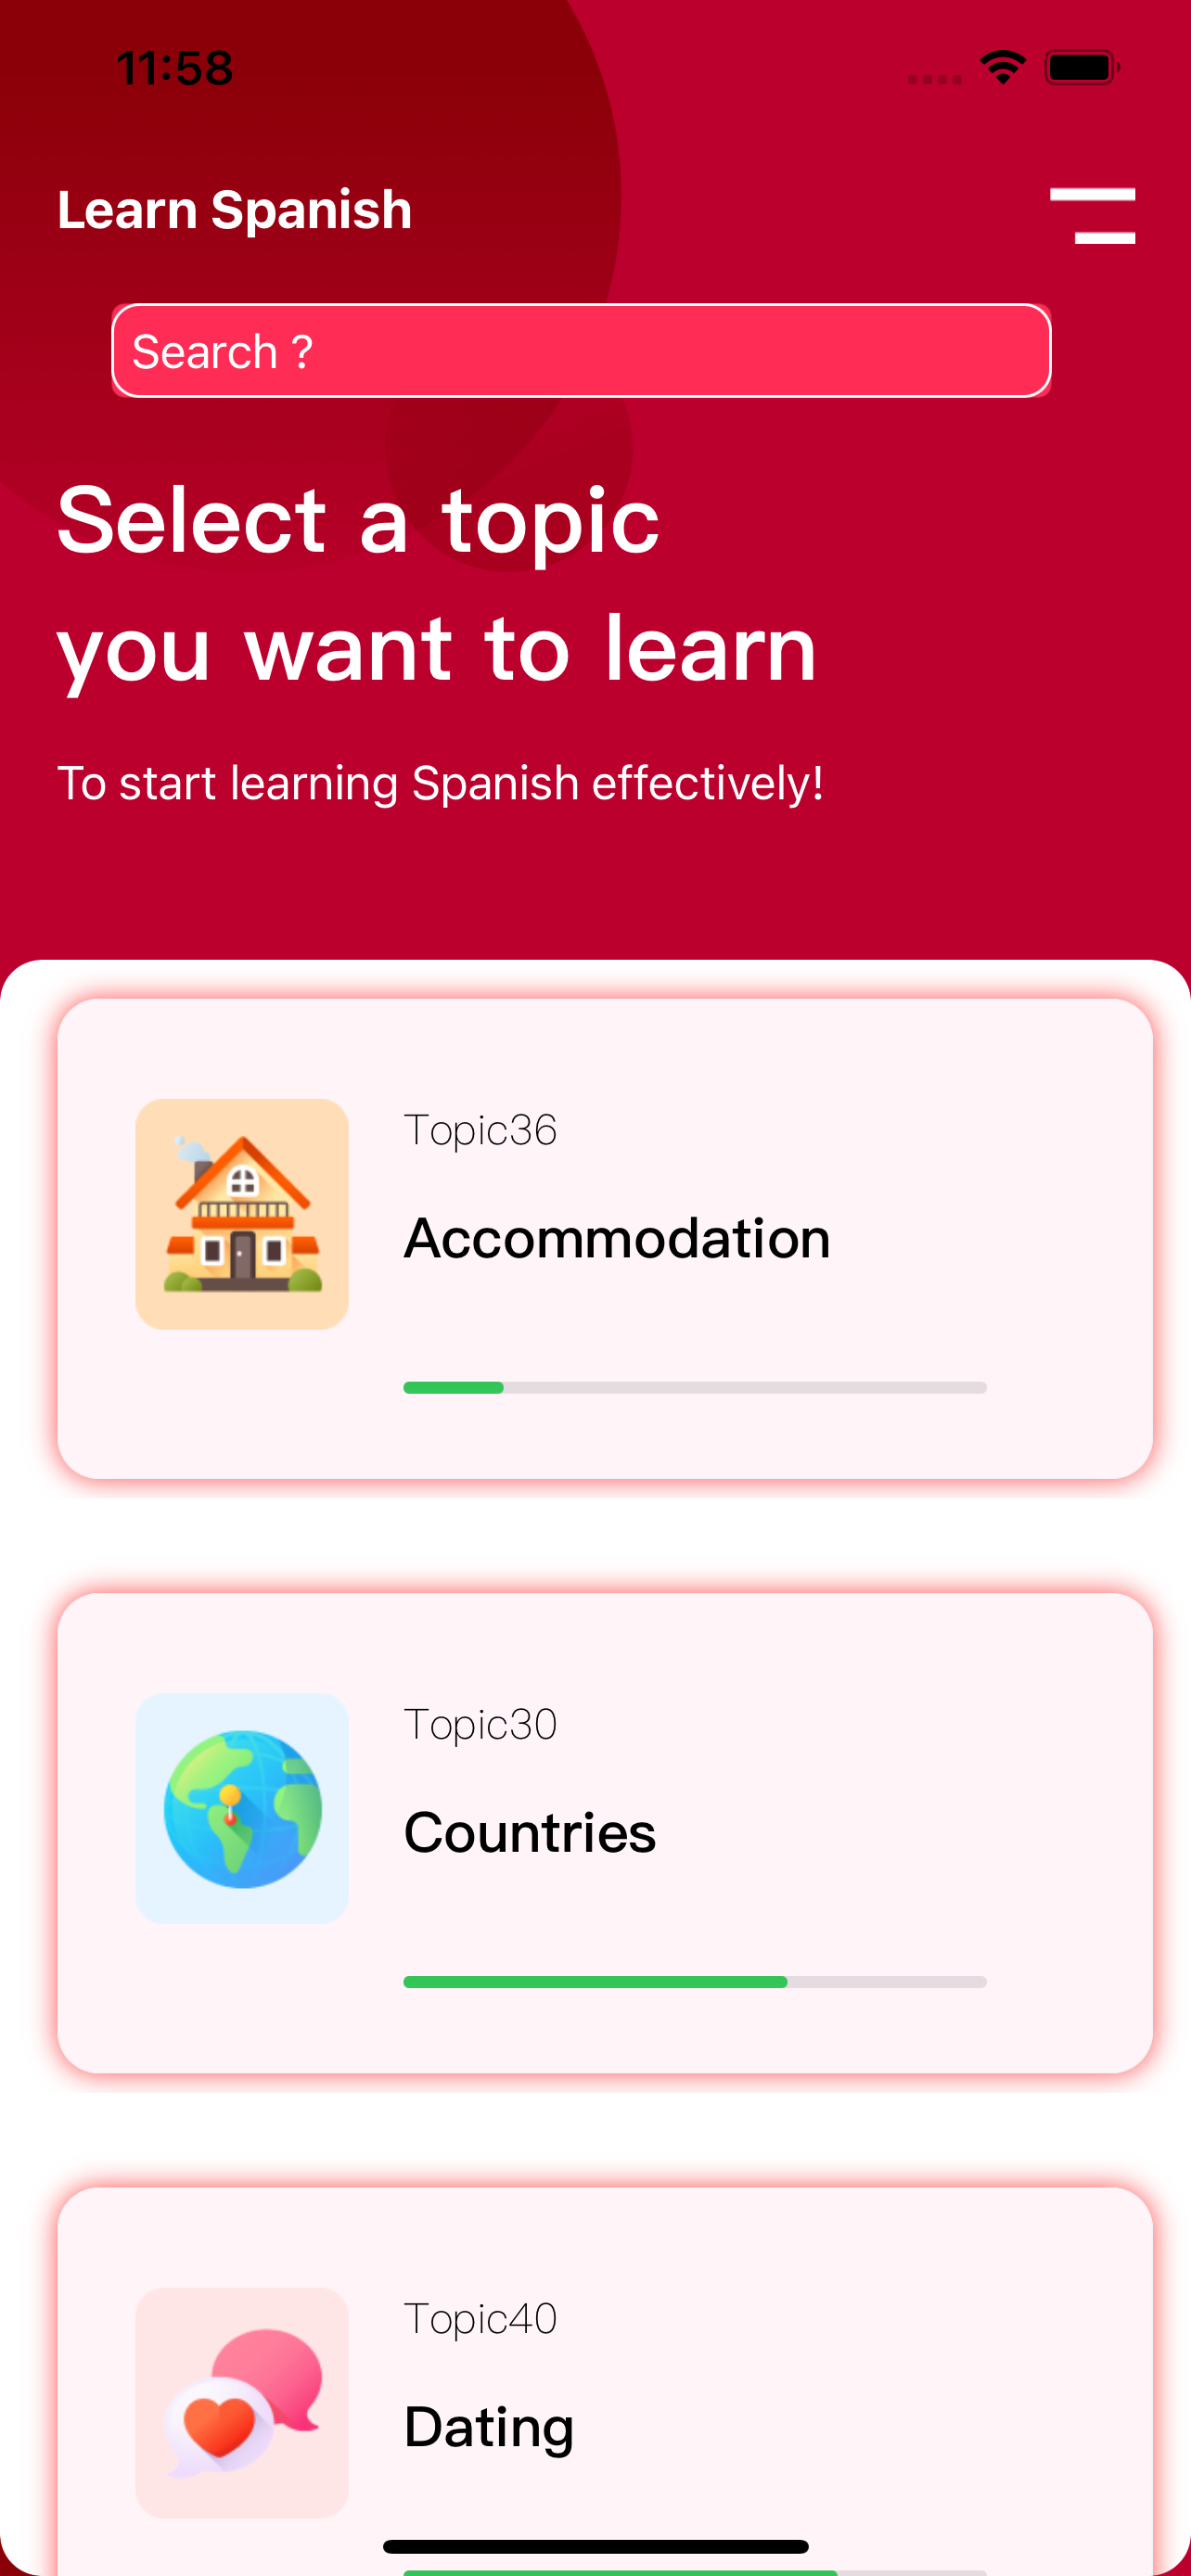 11:58
Learn Spanish
Search ?
Select a topic
you want to learn
To start learning Spanish effectively!
Topic36
Accommodation
Topic30
Countries
Topic40
Dating